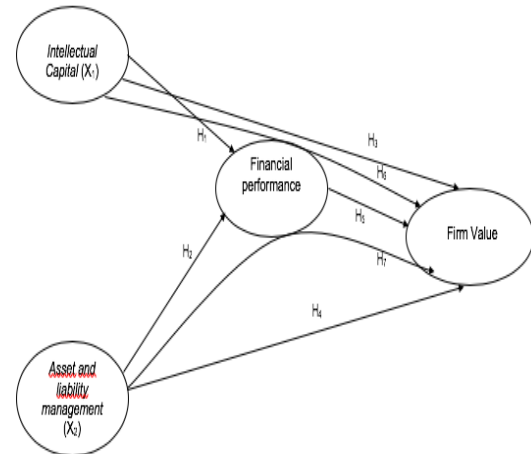 Intellectual
Capital (X₁)
H₁
H₃
Financial
performance
H₆
H₅
Firm Value
H₂
H₇
H₄
Asset and
liability
management
(X₂)